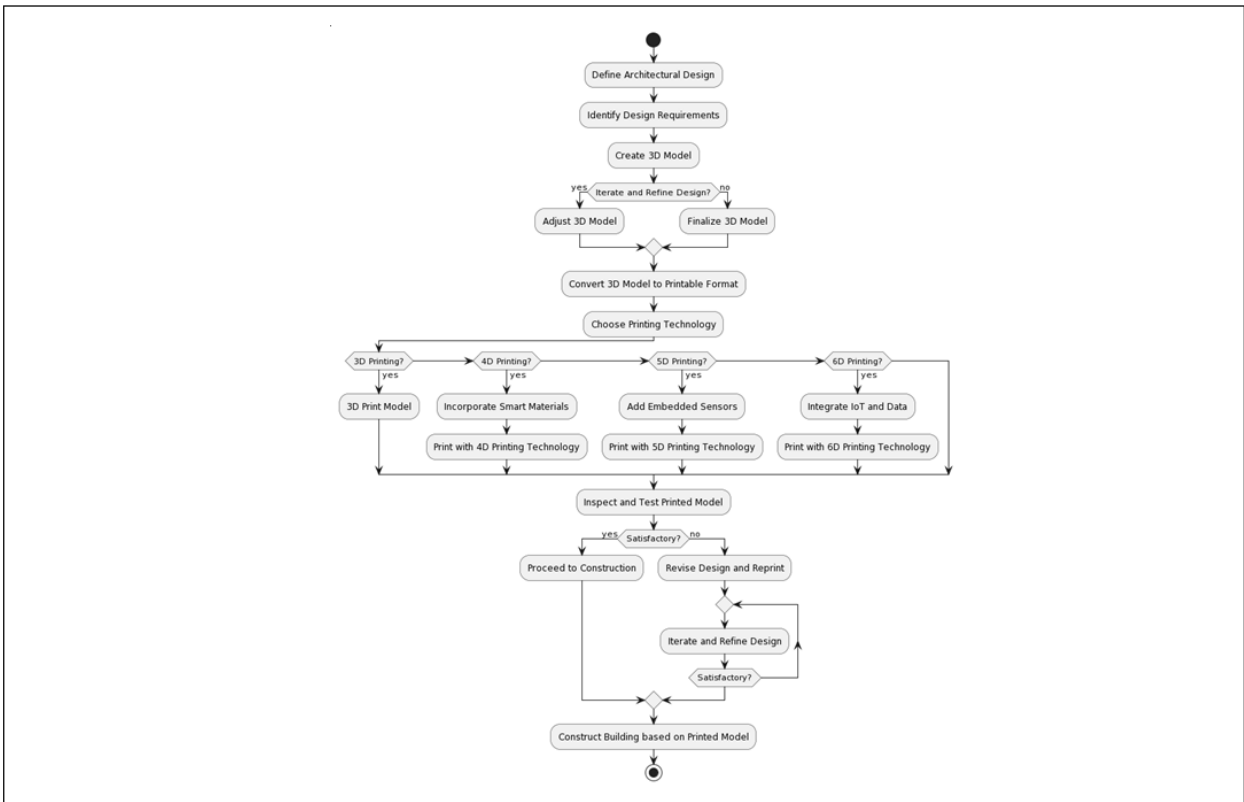 Define Architectural Design
Identify Design Requirements
Create 3D Model
yes
Iterate and Refine Design?
no
Adjust 3D Model
Finalize 3D Model
Convert 3D Model to Printable Format
Choose Printing Technology
3D Printing?
4D Printing?
5D Printing?
6D Printing?
yes
yes
yes
yes
3D Print Model
Incorporate Smart Materials
Add Embedded Sensors
Integrate IoT and Data
Print with 4D Printing Technology
Print with 5D Printing Technology
Print with 6D Printing Technology
Inspect and Test Printed Model
yes
Satisfactory?
no
Proceed to Construction
Revise Design and Reprint
Iterate and Refine Design
Satisfactory?
Construct Building based on Printed Model